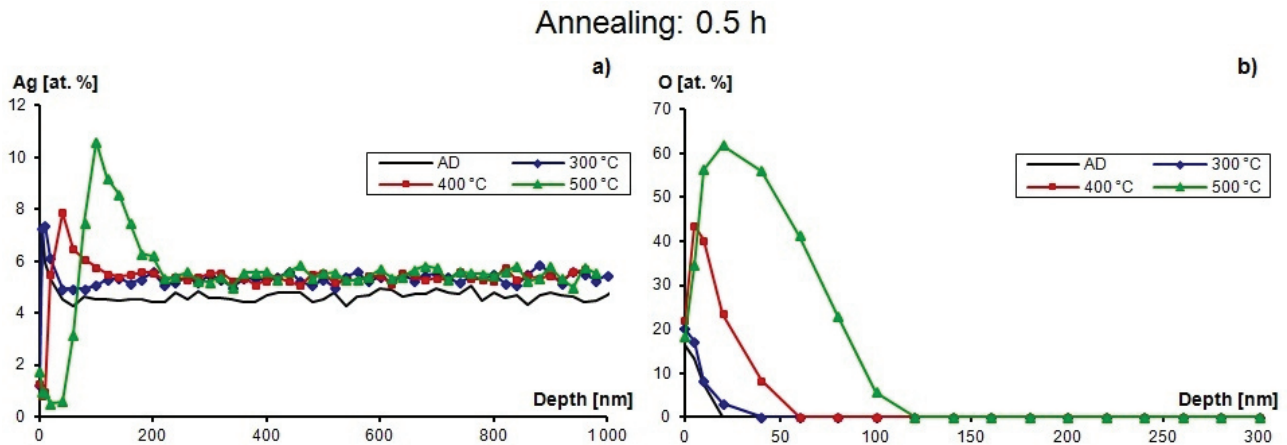 Annealing: 0.5 h
a)
Ag [at. %]
12
10
8
6
4
2
0
AD 300 °C
400 °C 500 °C
Depth [nm]
0 200 400 600 800 1000
b)
O [at. %]
70
60
50
40
30
20
10
0
AD 300 °C
400 °C 500 °C
Depth [nm]
0 50 100 150 200 250 300